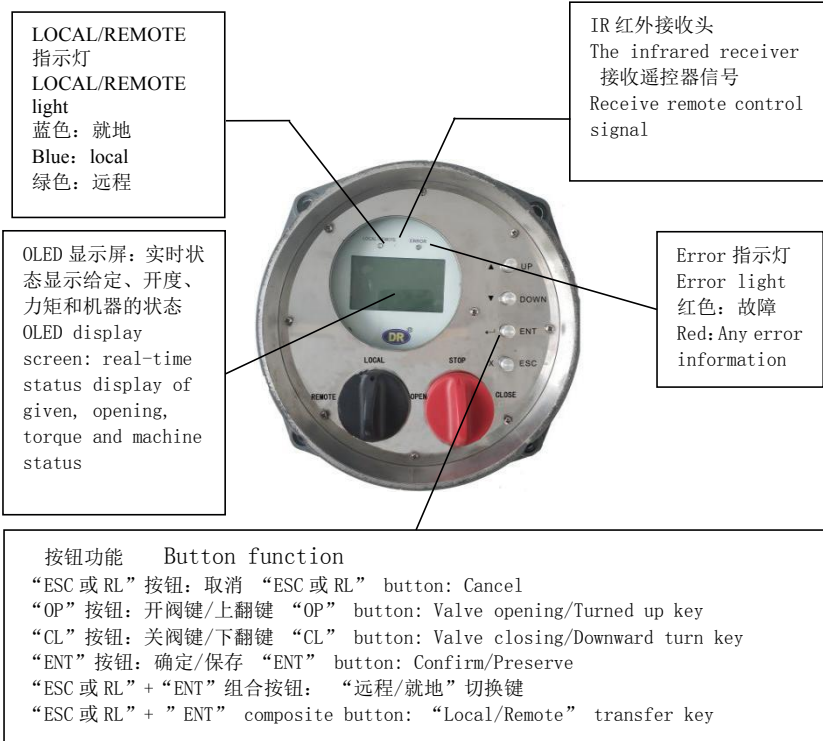 LOCAL/REMOTE
指示灯
LOCAL/REMOTE
light
蓝色：就地
Blue：local
绿色：远程
IR 红外接收头
The infrared receiver
接收遥控器信号
Receive remote control
signal
OLED 显示屏：实时状
态显示给定、开度、
力矩和机器的状态
OLED display
screen: real-time
status display of
given, opening,
torque and machine
status
Error 指示灯
Error light
红色：故障
Red：Any error
information
LOCAL REMOTE ERROR
▲ UP
▼ DOWN
ENT
X ESC
DR
LOCAL STOP
REMOTE OPEN CLOSE
按钮功能 Button function
“ESC 或 RL”按钮：取消 “ESC 或 RL” button: Cancel
“OP”按钮：开阀键/上翻键 “OP” button: Valve opening/Turned up key
“CL”按钮：关阀键/下翻键 “CL” button: Valve closing/Downward turn key
“ENT”按钮：确定/保存 “ENT” button: Confirm/Preserve
“ESC 或 RL”+“ENT”组合按钮： “远程/就地”切换键
“ESC 或 RL”+ ”ENT” composite button: “Local/Remote” transfer key